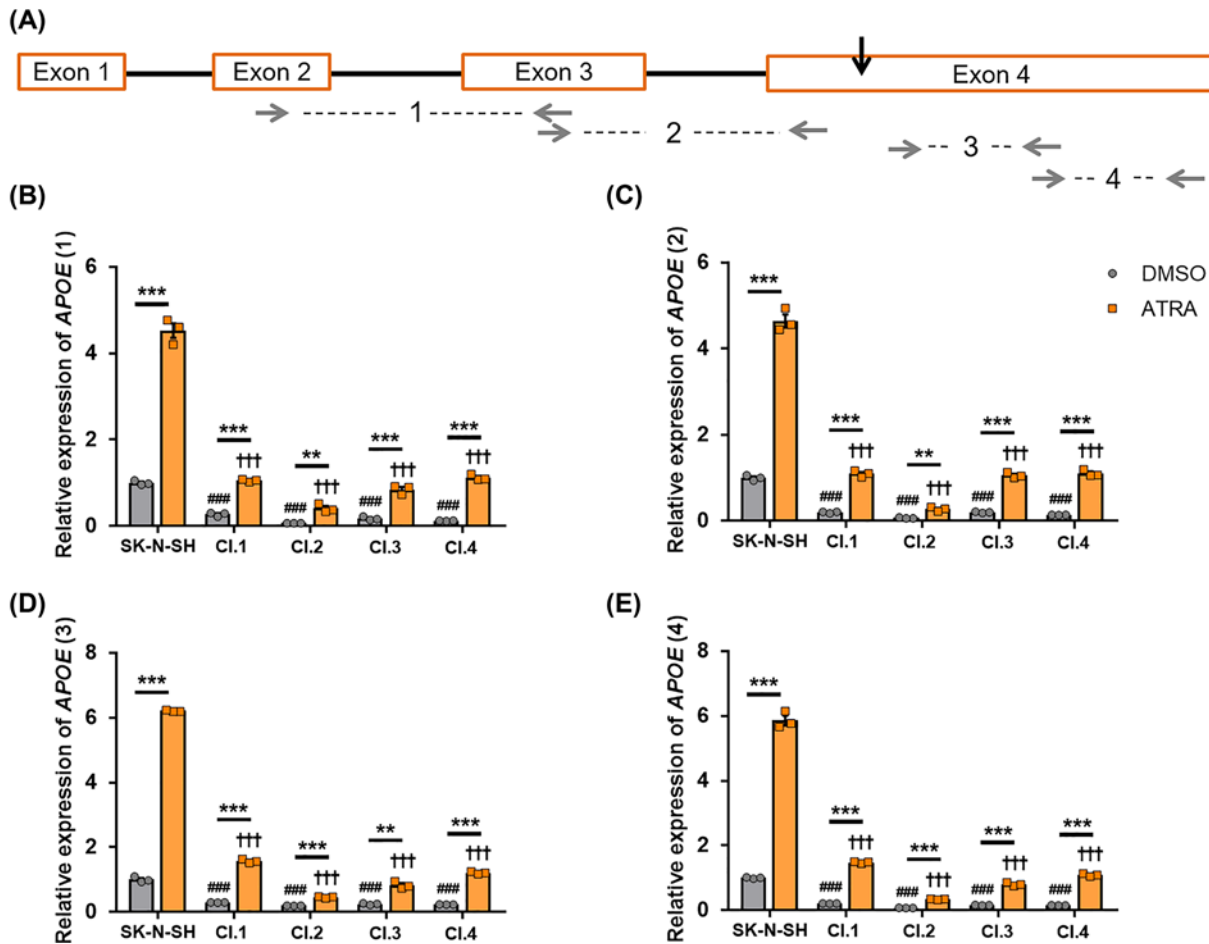 (A)
Exon 1 Exon 2 Exon 3 Exon 4
1
2
3
4
(B)
Relative expression of APOE (1)
6
4
2
0
*** *** ** *** ***
### ††† ### ††† ### ††† ### †††
SK-N-SH Cl.1 Cl.2 Cl.3 Cl.4
(C)
Relative expression of APOE (2)
6
4
2
0
*** *** ** *** ***
### ††† ### ††† ### ††† ### †††
SK-N-SH Cl.1 Cl.2 Cl.3 Cl.4
DMSO
ATRA
(D)
Relative expression of APOE (3)
8
6
4
2
0
*** *** *** ** ***
### ††† ### ††† ### ††† ### †††
SK-N-SH Cl.1 Cl.2 Cl.3 Cl.4
(E)
Relative expression of APOE (4)
8
6
4
2
0
*** *** *** *** ***
### ††† ### ††† ### ††† ### †††
SK-N-SH Cl.1 Cl.2 Cl.3 Cl.4